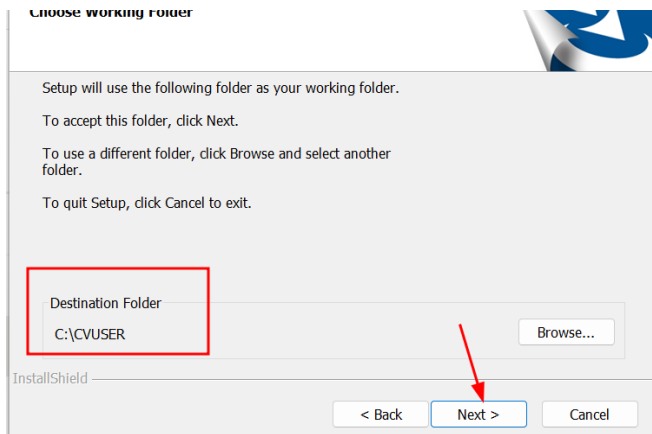 Choose Working Folder
Setup will use the following folder as your working folder.
To accept this folder, click Next.
To use a different folder, click Browse and select another
folder.
To quit Setup, click Cancel to exit.
Destination Folder
C:\CVUSER
Browse...
InstallShield
< Back
Next >
Cancel